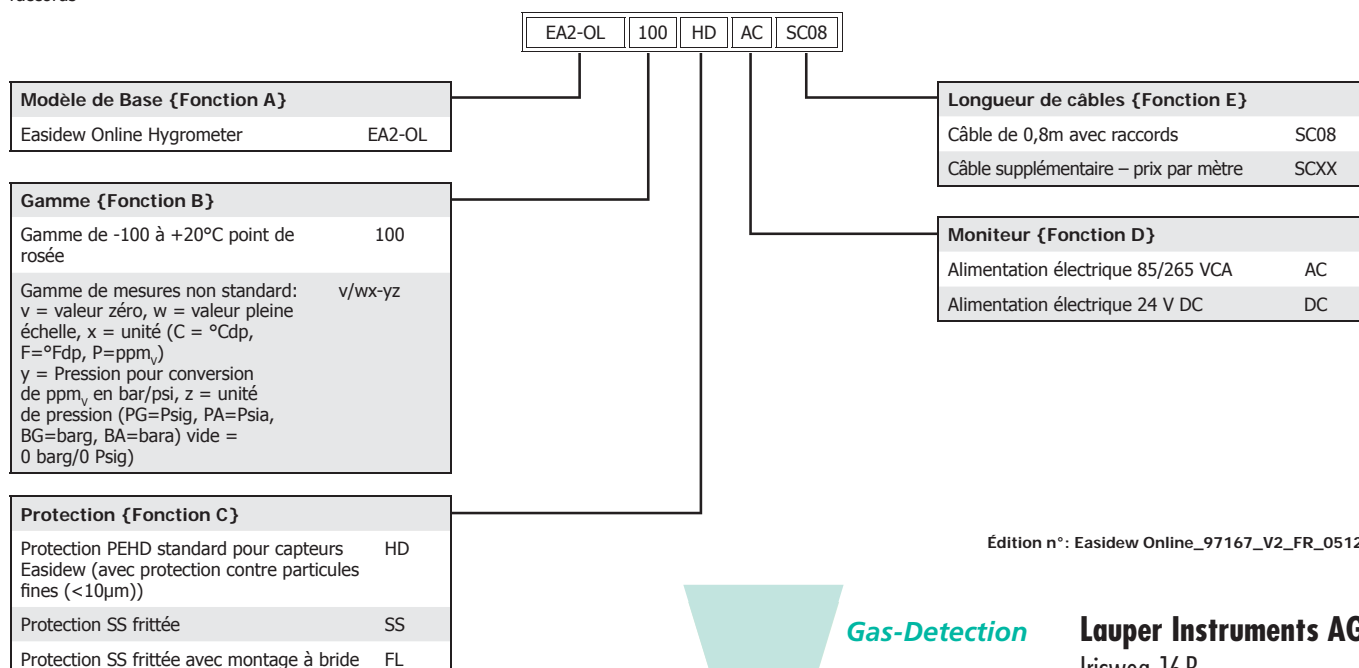 raccords
EA2-OL 100 HD AC SC08
Modèle de Base {Fonction A}
Easidew Online Hygrometer EA2-OL
Gamme {Fonction B}
Gamme de -100 à +20°C point de 100
rosée
Gamme de mesures non standard: v/wx-yz
v = valeur zéro, w = valeur pleine
échelle, x = unité (C = °Cdp,
F=°Fdp, P=ppmv)
y = Pression pour conversion
de ppmv en bar/psi, z = unité
de pression (PG=Psig, PA=Psia,
BG=barg, BA=bara) vide =
0 barg/0 Psig)
Protection {Fonction C}
Protection PEHD standard pour capteurs HD
Easidew (avec protection contre particules
fines (<10µm))
Protection SS frittée SS
Protection SS frittée avec montage à bride FL
Longueur de câbles {Fonction E}
Câble de 0,8m avec raccords SC08
Câble supplémentaire – prix par mètre SCXX
Moniteur {Fonction D}
Alimentation électrique 85/265 VCA AC
Alimentation électrique 24 V DC DC
Édition n°: Easidew Online_97167_V2_FR_0512
Gas-Detection
Lauper Instruments AG
Irisweg 16 B